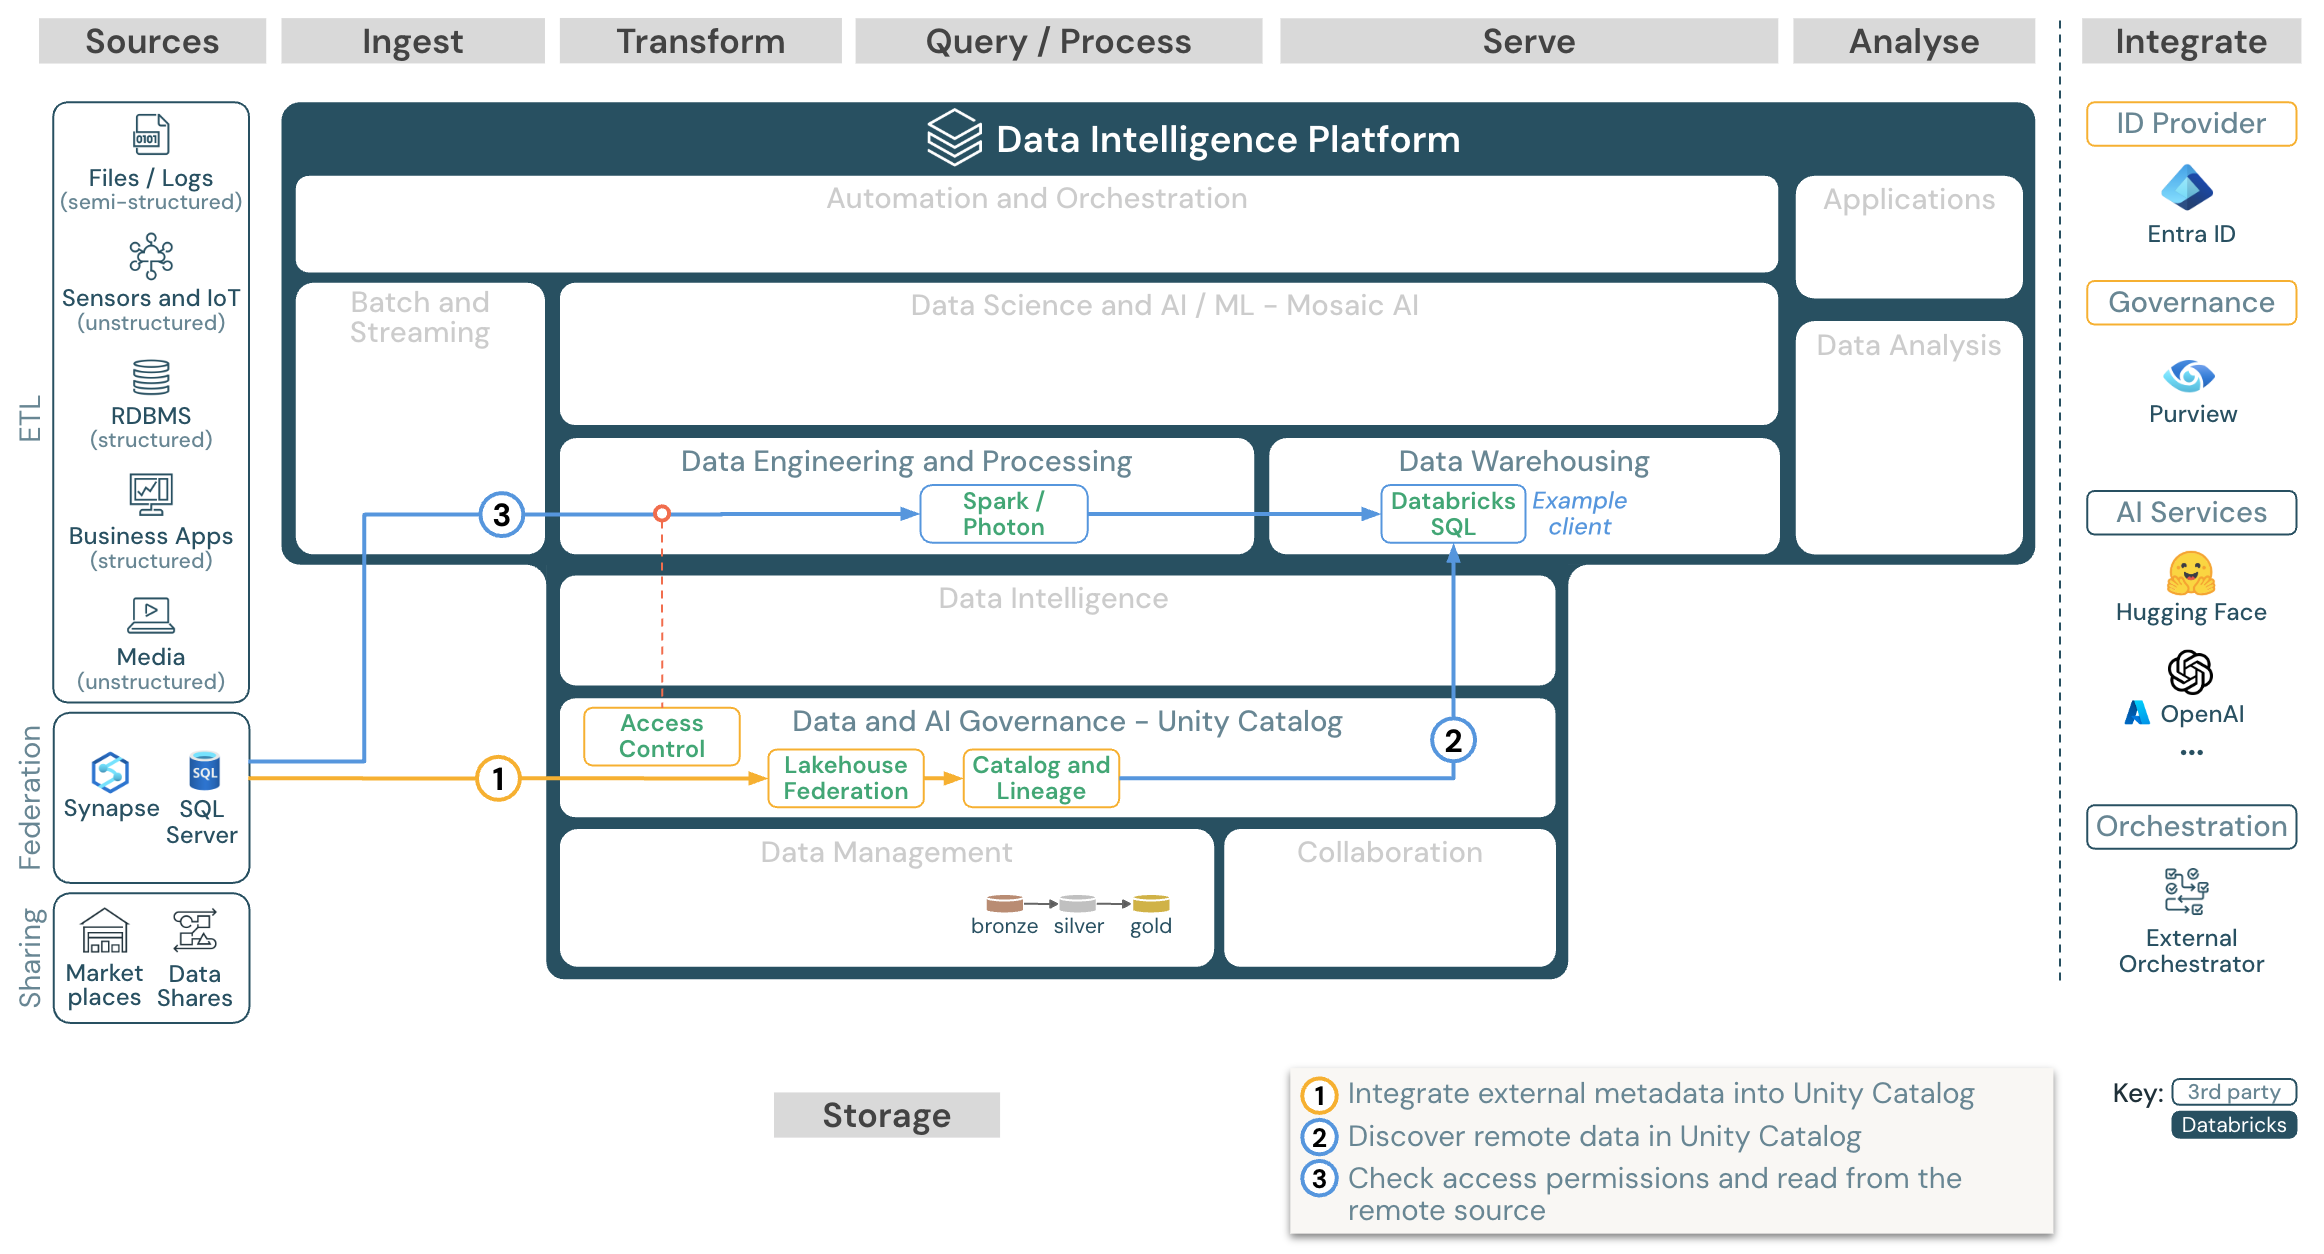 Sources
Ingest
Transform
Query / Process
Serve
Analyse
Integrate
ETL
Files / Logs
(semi-structured)
Sensors and IoT
(unstructured)
RDBMS
(structured)
Business Apps
(structured)
Media
(unstructured)
Federation
Synapse
SQL
SQL
Server
Sharing
Market
places
Data
Shares
Data Intelligence Platform
Automation and Orchestration
Applications
Batch and
Streaming
Data Science and AI / ML - Mosaic AI
Data Analysis
Data Engineering and Processing
Data Warehousing
3
Spark /
Photon
Databricks
SQL
Example
client
Data Intelligence
Access
Control
Data and AI Governance - Unity Catalog
2
1
Lakehouse
Federation
Catalog and
Lineage
Data Management
Collaboration
bronze
silver
gold
ID Provider
Entra ID
Governance
Purview
AI Services
Hugging Face
OpenAI
...
Orchestration
External
Orchestrator
Storage
1 Integrate external metadata into Unity Catalog
2 Discover remote data in Unity Catalog
3 Check access permissions and read from the
remote source
Key: 3rd party
Databricks
0101